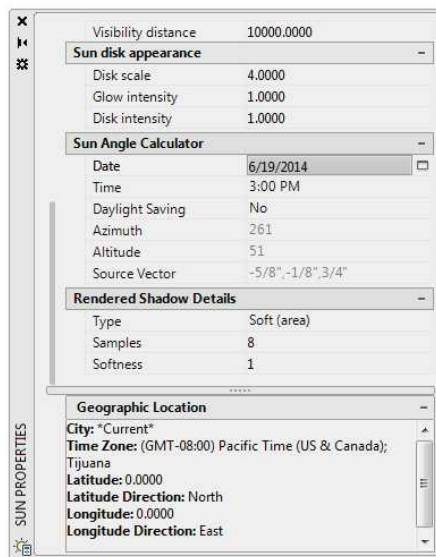 Visibility distance 10000.0000
Sun disk appearance
Disk scale 4.0000
Glow intensity 1.0000
Disk intensity 1.0000
Sun Angle Calculator
Date 6/19/2014
Time 3:00 PM
Daylight Saving No
Azimuth 261
Altitude 51
Source Vector -5/8",-1/8",3/4"
Rendered Shadow Details
Type Soft (area)
Samples 8
Softness 1
Geographic Location
City: *Current*
Time Zone: (GMT-08:00) Pacific Time (US & Canada);
Tijuana
Latitude: 0.0000
Latitude Direction: North
Longitude: 0.0000
Longitude Direction: East
SUN PROPERTIES